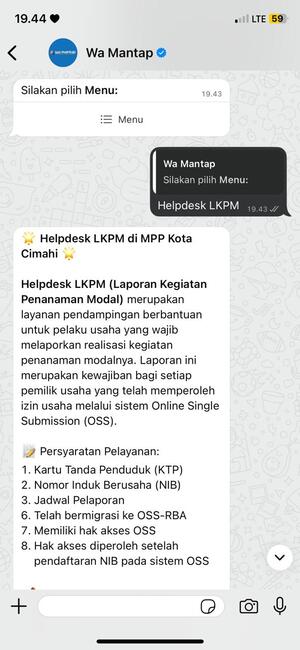 19.44
LTE 59
Wa Mantap
Silakan pilih Menu:
19.43
Menu
Wa Mantap
Silakan pilih Menu:
Helpdesk LKPM 19.43
Helpdesk LKPM di MPP Kota
Cimahi
Helpdesk LKPM (Laporan Kegiatan
Penanaman Modal) merupakan
layanan pendampingan berbantuan
untuk pelaku usaha yang wajib
melaporkan realisasi kegiatan
penanaman modalnya. Laporan ini
merupakan kewajiban bagi setiap
pemilik usaha yang telah memperoleh
izin usaha melalui sistem Online Single
Submission (OSS).
Persyaratan Pelayanan:
1. Kartu Tanda Penduduk (KTP)
2. Nomor Induk Berusaha (NIB)
3. Jadwal Pelaporan
6. Telah bermigrasi ke OSS-RBA
7. Memiliki hak akses OSS
8. Hak akses diperoleh setelah
pendaftaran NIB pada sistem OSS